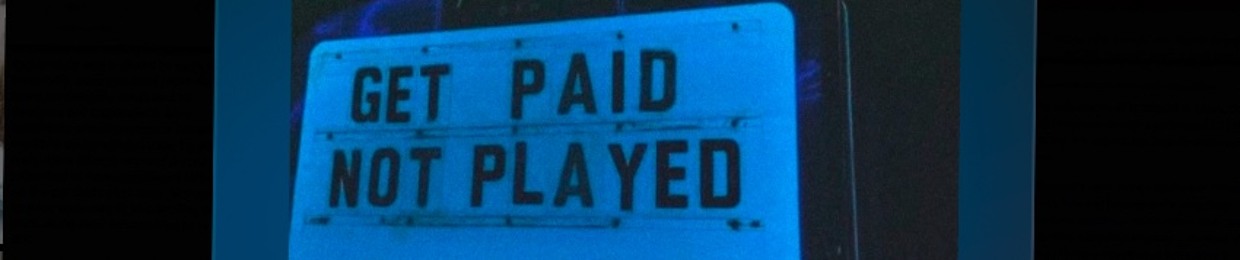 GET PAID
NOT PLAYED